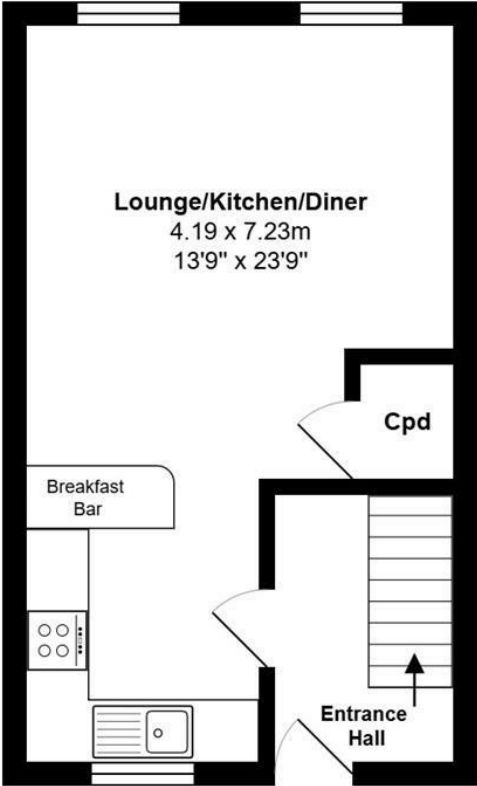 Lounge/Kitchen/Diner
4.19 x 7.23m
13'9" x 23'9"
Cpd
Breakfast
Bar
Entrance
Hall